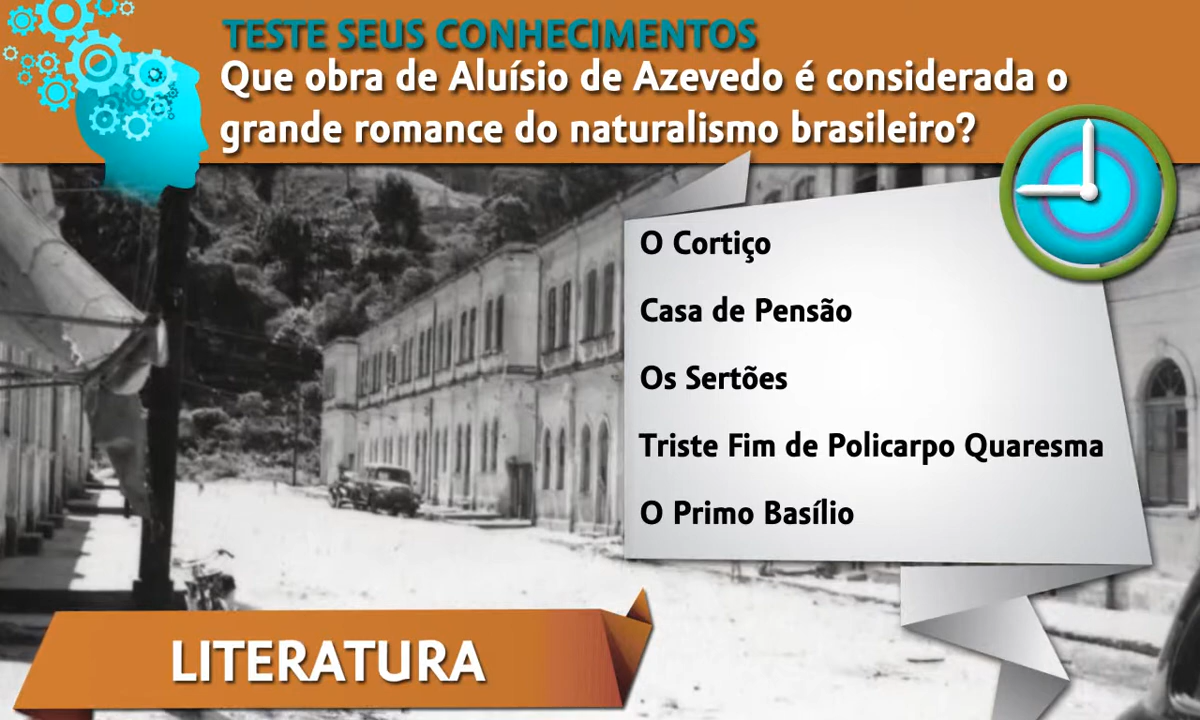 TESTE SEUS CONHECIMENTOS
Que obra de Aluísio de Azevedo é considerada o
grande romance do naturalismo brasileiro?
O Cortiço
Casa de Pensão
Os Sertões
Triste Fim de Policarpo Quaresma
O Primo Basílio
LITERATURA